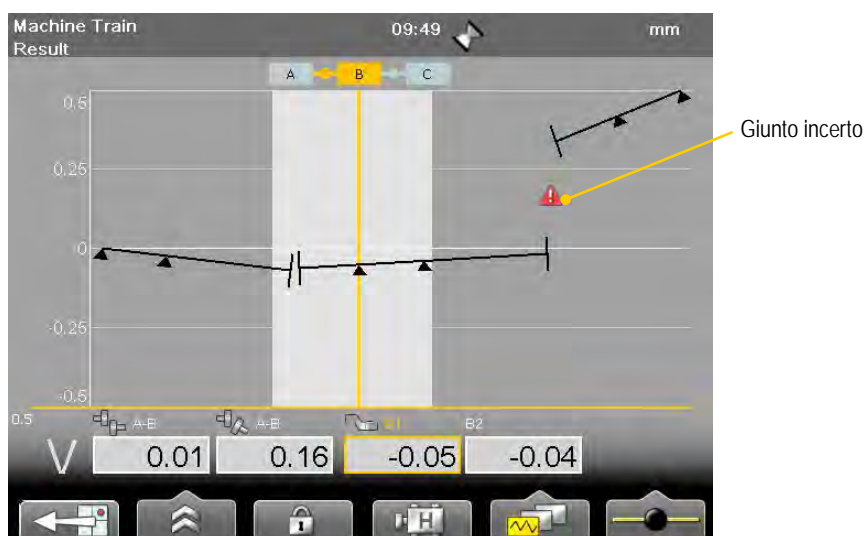 Machine Train
Result
09:49
mm
A B C
0.5
0.25
0
-0.25
-0.5
Giunto incerto
0.5
A-B A-B B1 B2
V 0.01 0.16 -0.05 -0.04
H